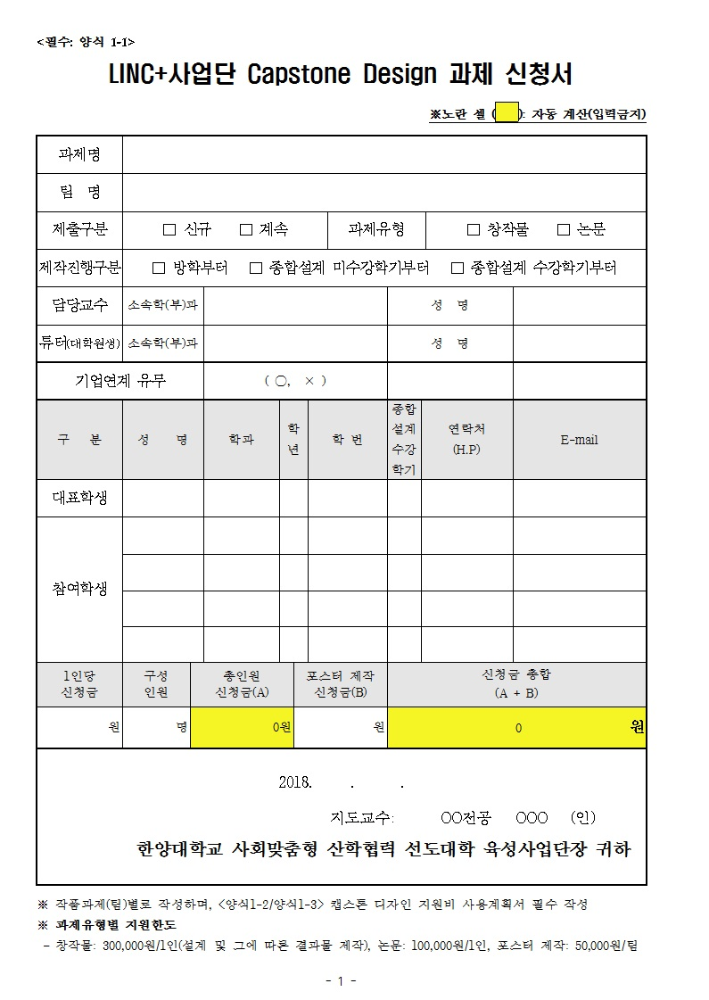 <필수: 양식 1-1>
LINC+사업단 Capstone Design 과제 신청서
※노란 셀 ( ): 자동 계산(입력금지)
과제명
팀 명
제출구분 □ 신규 □ 계속 과제유형 □ 창작물 □ 논문
제작진행구분 □ 방학부터 □ 종합설계 미수강학기부터 □ 종합설계 수강학기부터
담당교수 소속학(부)과 성 명
튜터(대학원생) 소속학(부)과 성 명
기업연계 유무 ( ○, × )
구 분 성 명 학과 학년 학 번 종합설계수강학기 연락처 (H.P) E-mail
대표학생
참여학생
1인당 신청금 구성 인원 총인원 신청금(A) 포스터 제작 신청금(B) 신청금 총합 (A + B)
원 명 0원 원 0 원
2018. . .
지도교수: ○○전공 ○○○ (인)
한양대학교 사회맞춤형 산학협력 선도대학 육성사업단장 귀하
※ 작품과제(팀)별로 작성하며, <양식1-2/양식1-3> 캡스톤 디자인 지원비 사용계획서 필수 작성
※ 과제유형별 지원한도
- 창작물: 300,000원/1인(설계 및 그에 따른 결과물 제작), 논문: 100,000원/1인, 포스터 제작: 50,000원/팀
- 1 -